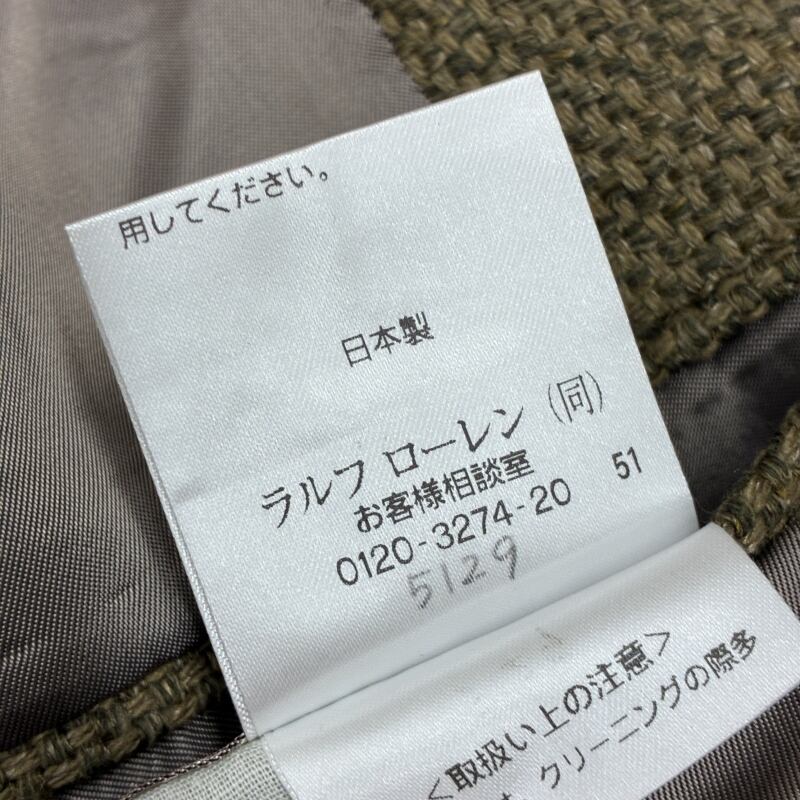 用してください。
日本製
ラルフ ローレン (同)
お客様相談室
0120-3274-20 51
5129
<取扱い上の注意>
クリーニングの際多